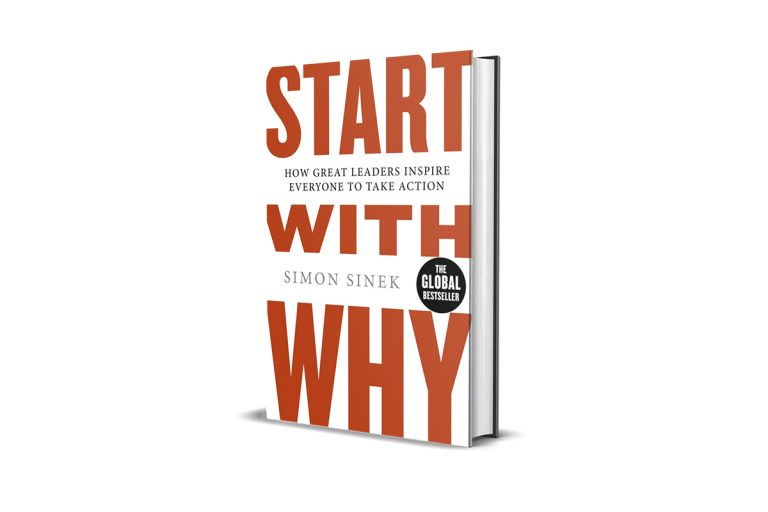 START
HOW GREAT LEADERS INSPIRE
EVERYONE TO TAKE ACTION
WITH
SIMON SINEK
THE
GLOBAL
BESTSELLER
WHY